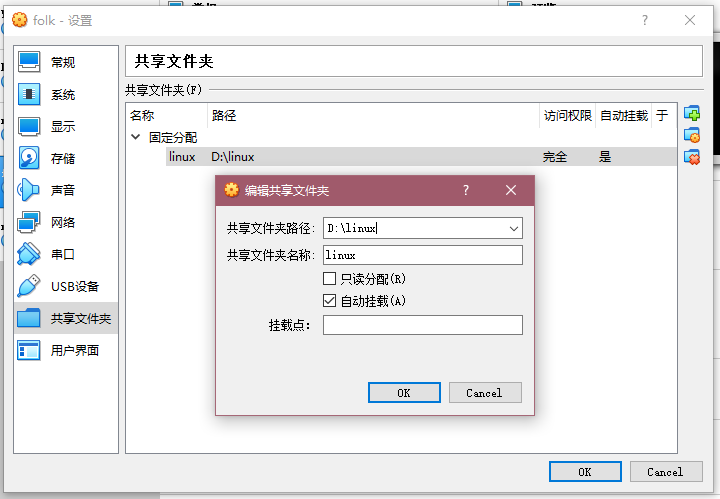 folk - 设置
常规
系统
显示
存储
声音
网络
串口
USB设备
共享文件夹
用户界面
共享文件夹
共享文件夹(F)
名称 路径 访问权限 自动挂载 于
固定分配
linux D:\linux 完全 是
编辑共享文件夹
共享文件夹路径: D:\linux
共享文件夹名称: linux
只读分配(R)
自动挂载(A)
挂载点:
OK Cancel
OK Cancel